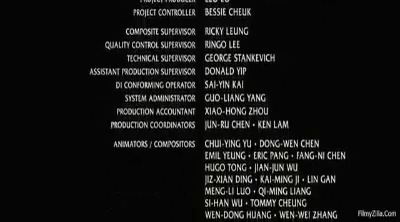 PROJECT CONTROLLER BESSIE CHEUK
COMPOSITE SUPERVISOR RICKY LEUNG
QUALITY CONTROL SUPERVISOR RINGO LEE
TECHNICAL SUPERVISOR GEORGE STANKEVICH
ASSISTANT PRODUCTION SUPERVISOR DONALD YIP
DI CONFORMING OPERATOR SAI-YIN KAI
SYSTEM ADMINISTRATOR GUO-LIANG YANG
PRODUCTION ACCOUNTANT XIAO-HONG ZHOU
PRODUCTION COORDINATORS JUN-RU CHEN • KEN LAM
ANIMATORS / COMPOSITORS CHUI-YING YU • DONG-WEN CHEN
EMIL YEUNG • ERIC PANG • FANG-NI CHEN
HUGO TONG • JIAN-JUN WU
JIZ-XIAN DING • KAI-MING JI • LIN GAN
MENG-LI LUO • QI-MING LIANG
SI-HAN WU • TOMMY CHEUNG
WEN-DONG HUANG • WEN-WEI ZHANG
FilmyZilla.Com